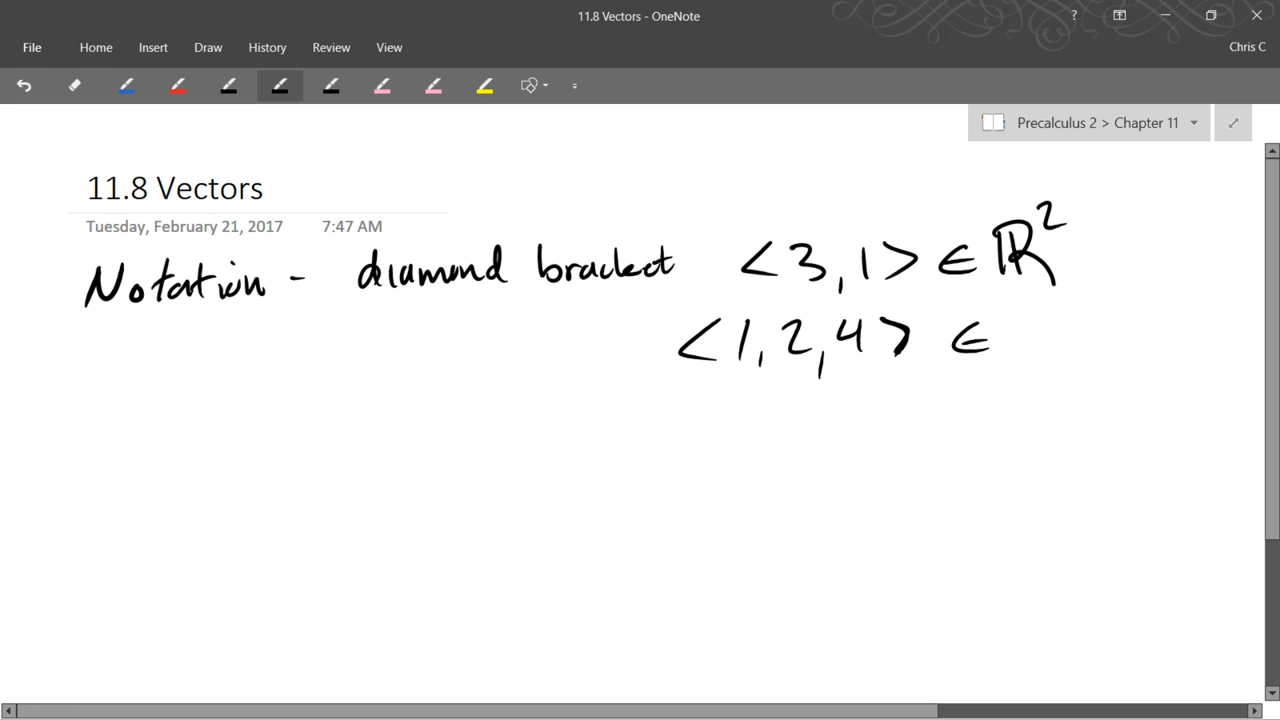 11.8 Vectors - OneNote
?
File Home Insert Draw History Review View
Chris C
Precalculus 2 > Chapter 11
11.8 Vectors
Tuesday, February 21, 2017 7:47 AM
Notation - diamond bracket <3,1> ∈ ℝ²
<1,2,4> ∈